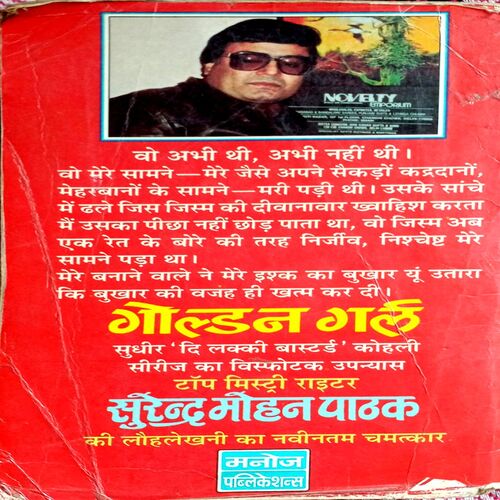 NOVELTY
EMPORIUM
वो अभी थी, अभी नहीं थी।
वो मेरे सामने—मेरे जैसे अपने सैकड़ों कद्रदानों,
मेहरबानों के सामने—मरी पड़ी थी। उसके सांचे
में ढले जिस जिस्म की दीवानावार ख्वाहिश करता
मैं उसका पीछा नहीं छोड़ पाता था, वो जिस्म अब
एक रेत के बोरे की तरह निर्जीव, निश्चेष्ट मेरे
सामने पड़ा था।
मेरे बनाने वाले ने मेरे इश्क का बुखार यूं उतारा
कि बुखार की वजह ही खत्म कर दी।
गोल्डन गर्ल
सुधीर 'दि लक्की बास्टर्ड' कोहली
सीरीज का विस्फोटक उपन्यास
टॉप मिस्ट्री राइटर
सुरेन्द्र मोहन पाठक
की लौहलेखनी का नवीनतम चमत्कार
मनोज
पब्लिकेशन्स